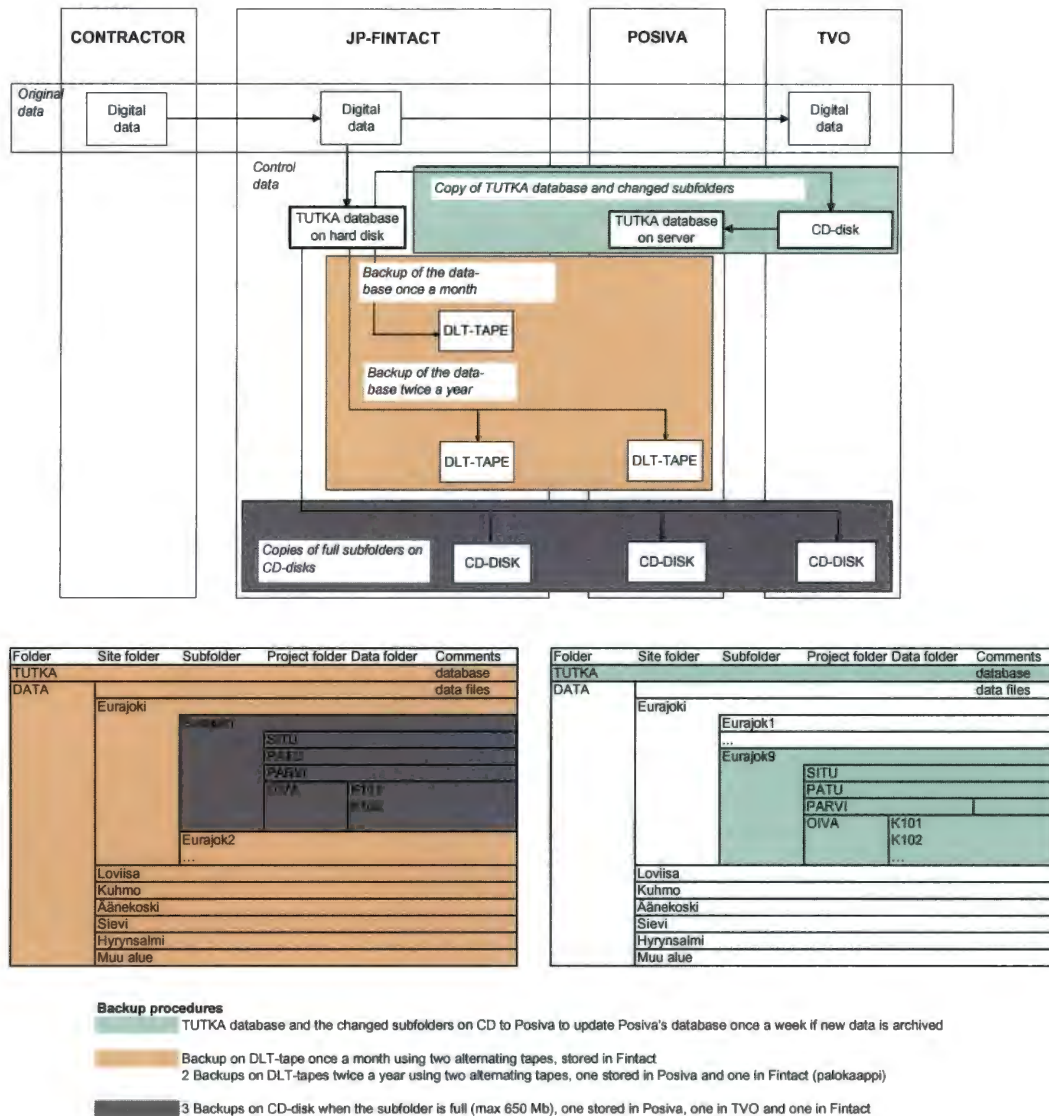 CONTRACTOR JP-FINTACT POSIVA TVO
Original
data
Digital
data
Digital
data
Digital
data
Control
data
Copy of TUTKA database and changed subfolders
TUTKA database
on hard disk
TUTKA database
on server
CD-disk
Backup of the data-
base once a month
DLT-TAPE
Backup of the data-
base twice a year
DLT-TAPE DLT-TAPE
Copies of full subfolders on
CD-disks
CD-DISK CD-DISK CD-DISK
Folder Site folder Subfolder Project folder Data folder Comments
TUTKA database
DATA data files
Eurajoki
SITU
PATU
PARVI
OIVA K101
K102
Eurajok2
...
Loviisa
Kuhmo
Äänekoski
Sievi
Hyrynsalmi
Muu alue
Folder Site folder Subfolder Project folder Data folder Comments
TUTKA database
DATA data files
Eurajoki
Eurajok1
...
Eurajok9
SITU
PATU
PARVI
OIVA K101
K102
...
Loviisa
Kuhmo
Äänekoski
Sievi
Hyrynsalmi
Muu alue
Backup procedures
TUTKA database and the changed subfolders on CD to Posiva to update Posiva's database once a week if new data is archived
Backup on DLT-tape once a month using two alternating tapes, stored in Fintact
2 Backups on DLT-tapes twice a year using two alternating tapes, one stored in Posiva and one in Fintact (palokaappi)
3 Backups on CD-disk when the subfolder is full (max 650 Mb), one stored in Posiva, one in TVO and one in Fintact